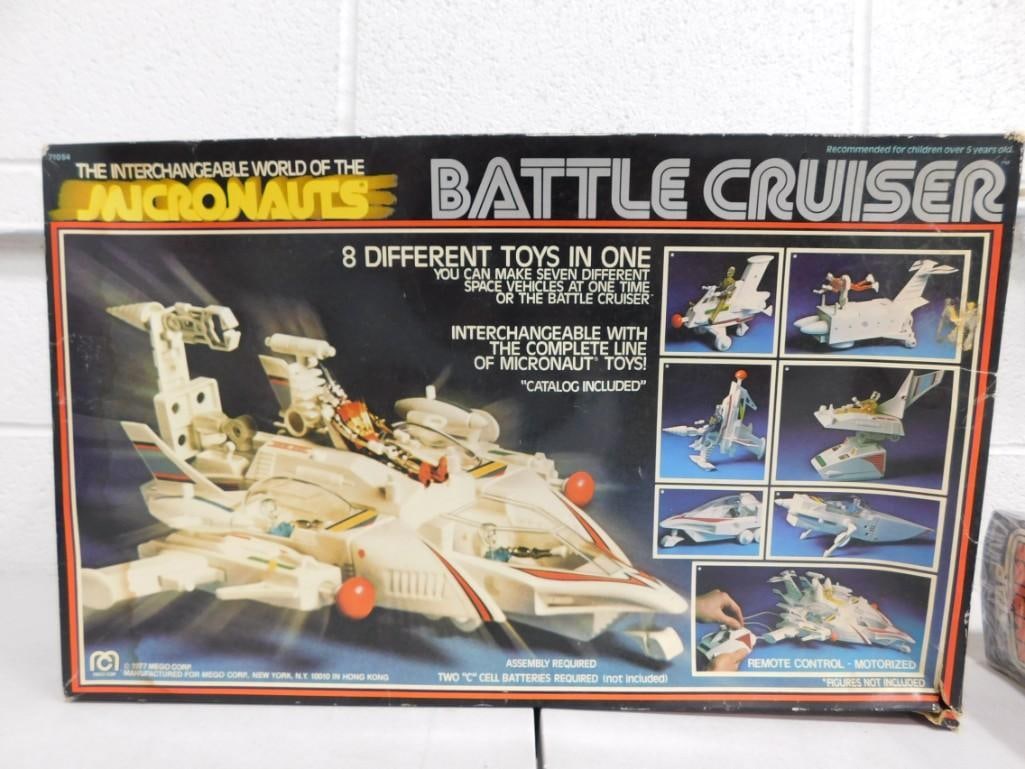 71054
Recommended for children over 5 years old.
THE INTERCHANGEABLE WORLD OF THE
MICRONAUTS
BATTLE CRUISER
8 DIFFERENT TOYS IN ONE
YOU CAN MAKE SEVEN DIFFERENT
SPACE VEHICLES AT ONE TIME
OR THE BATTLE CRUISER
INTERCHANGEABLE WITH
THE COMPLETE LINE
OF MICRONAUT TOYS!
"CATALOG INCLUDED"
REMOTE CONTROL - MOTORIZED
*FIGURES NOT INCLUDED
ASSEMBLY REQUIRED
TWO "C" CELL BATTERIES REQUIRED (not included)
MEGO CORP
© 1977 MEGO CORP.
MANUFACTURED FOR MEGO CORP., NEW YORK, N.Y. 10010 IN HONG KONG